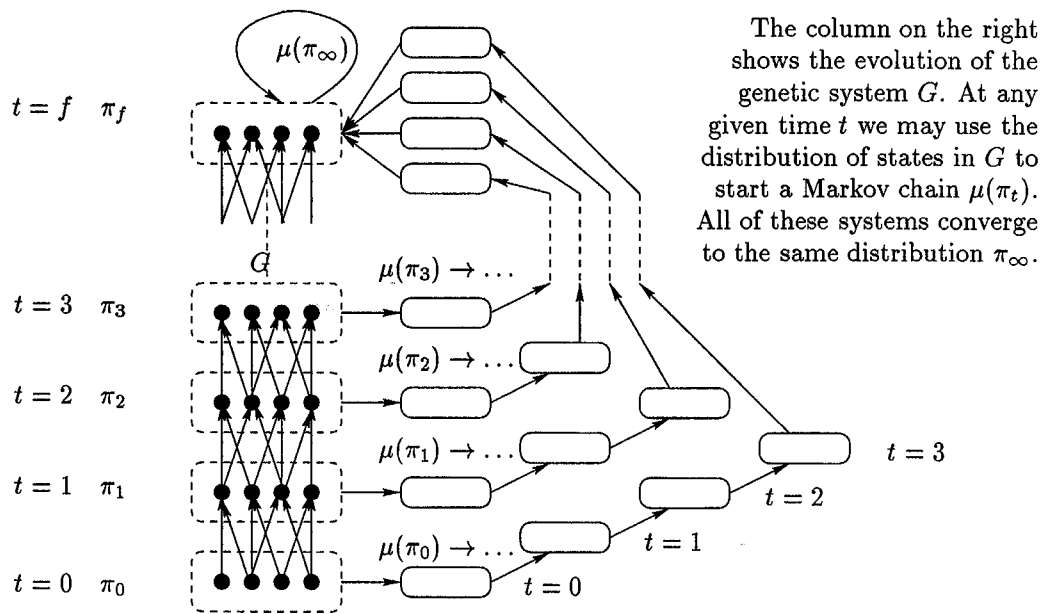 The column on the right
shows the evolution of the
genetic system G. At any
given time t we may use the
distribution of states in G to
start a Markov chain μ(π_t).
All of these systems converge
to the same distribution π_∞.
μ(π_∞)
t = f π_f
G
μ(π_3) → ...
t = 3 π_3
μ(π_2) → ...
t = 2 π_2
μ(π_1) → ...
t = 3
t = 1 π_1
t = 2
μ(π_0) → ...
t = 1
t = 0 π_0
t = 0